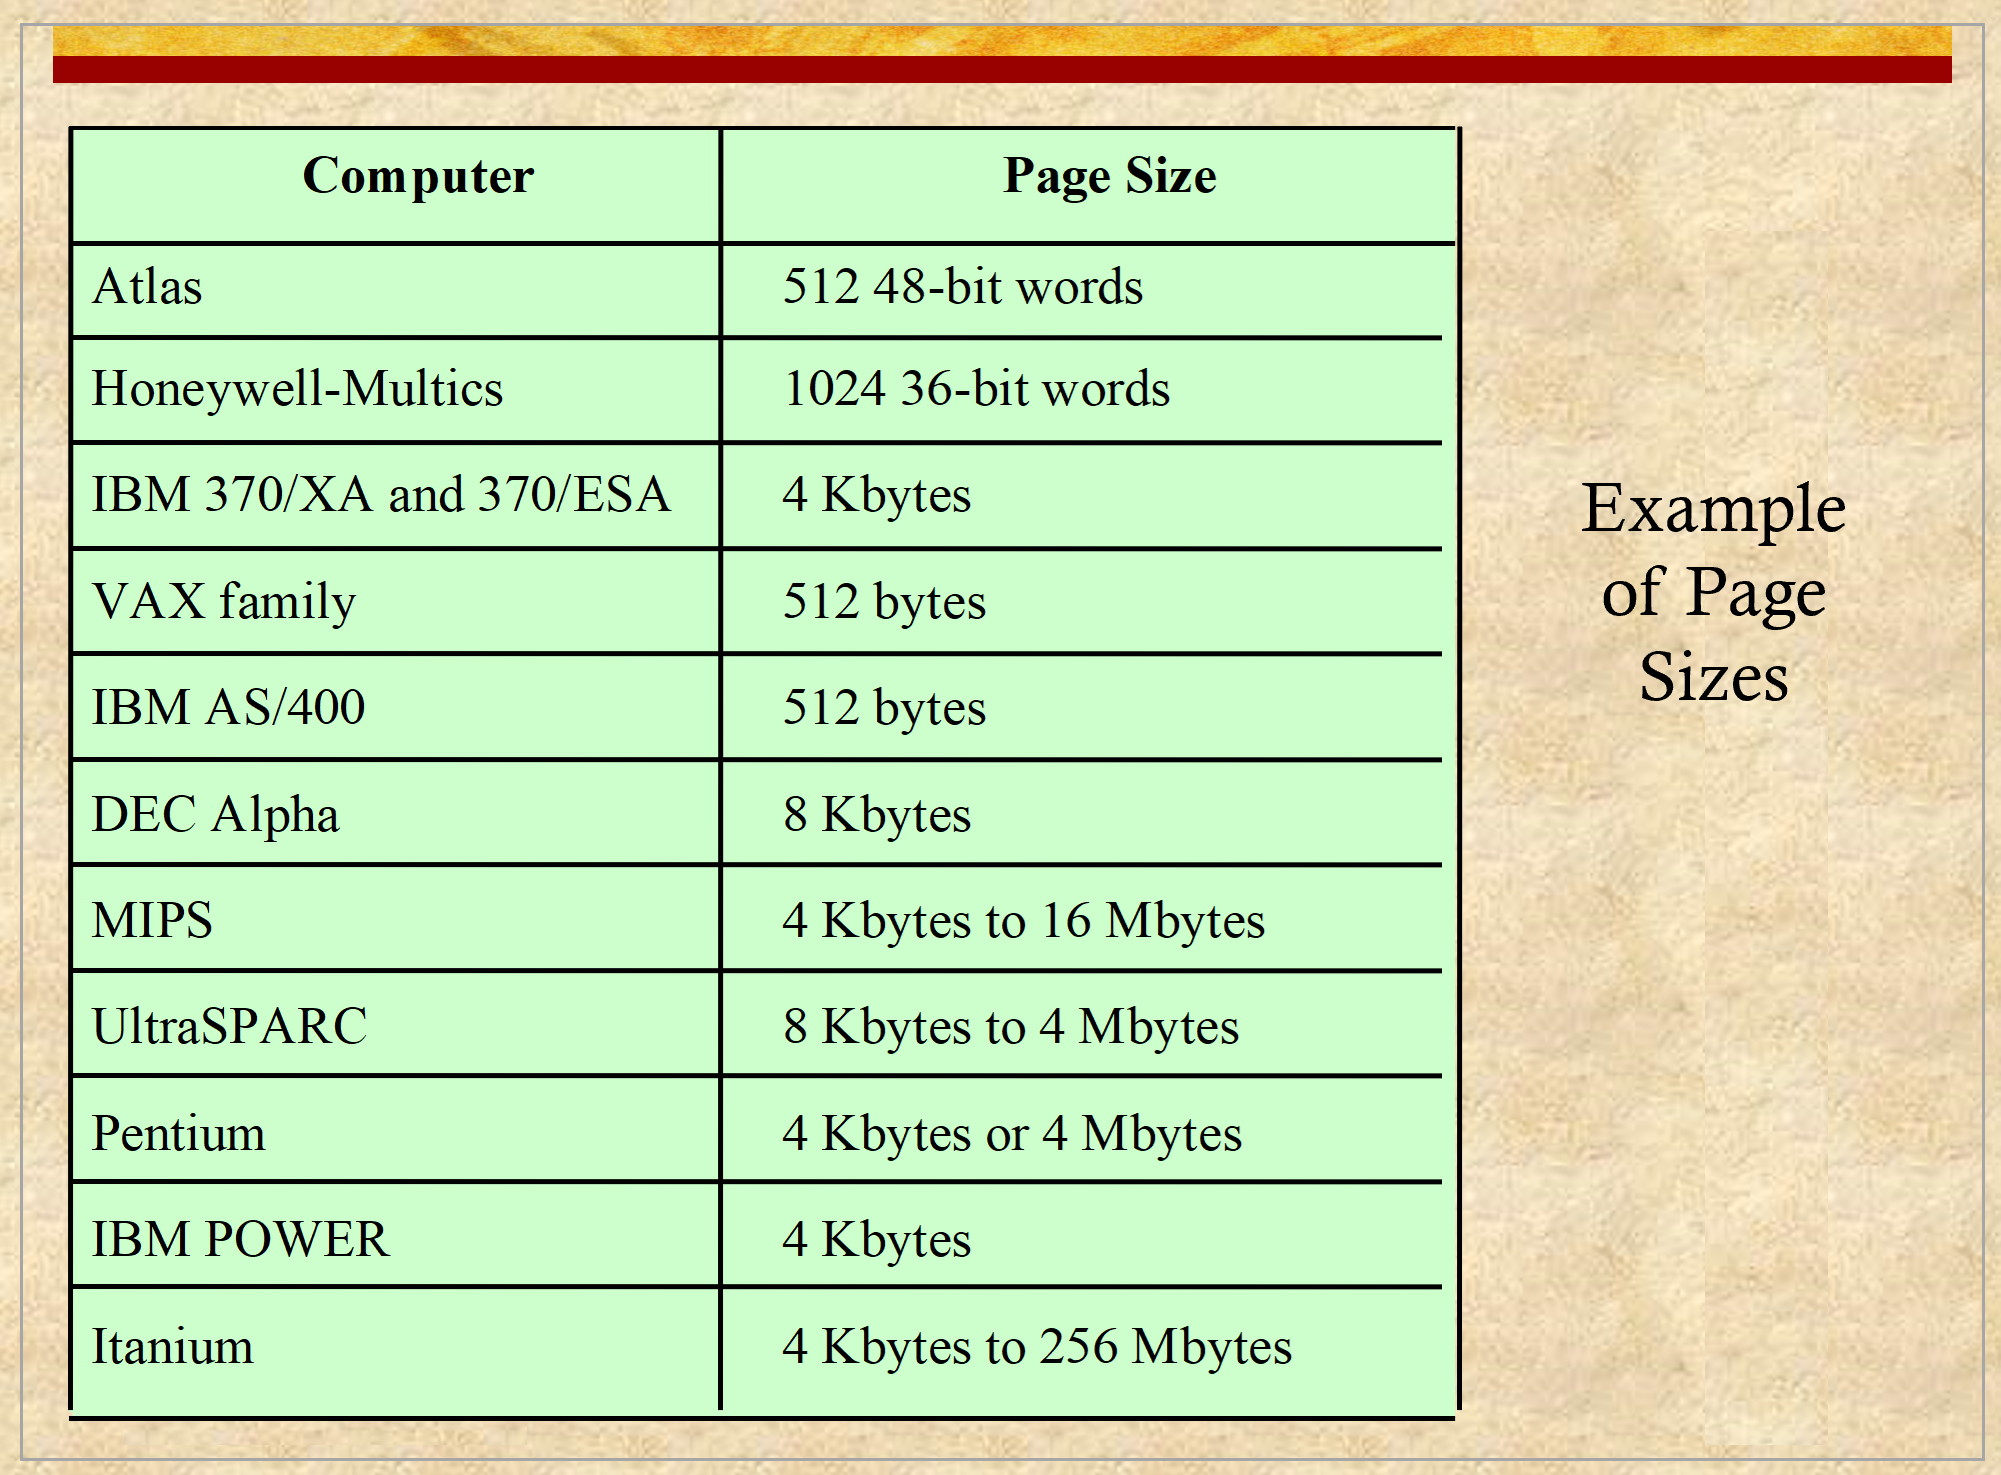 Computer Page Size
Atlas 512 48-bit words
Honeywell-Multics 1024 36-bit words
IBM 370/XA and 370/ESA 4 Kbytes
VAX family 512 bytes
IBM AS/400 512 bytes
DEC Alpha 8 Kbytes
MIPS 4 Kbytes to 16 Mbytes
UltraSPARC 8 Kbytes to 4 Mbytes
Pentium 4 Kbytes or 4 Mbytes
IBM POWER 4 Kbytes
Itanium 4 Kbytes to 256 Mbytes
Example
of Page
Sizes